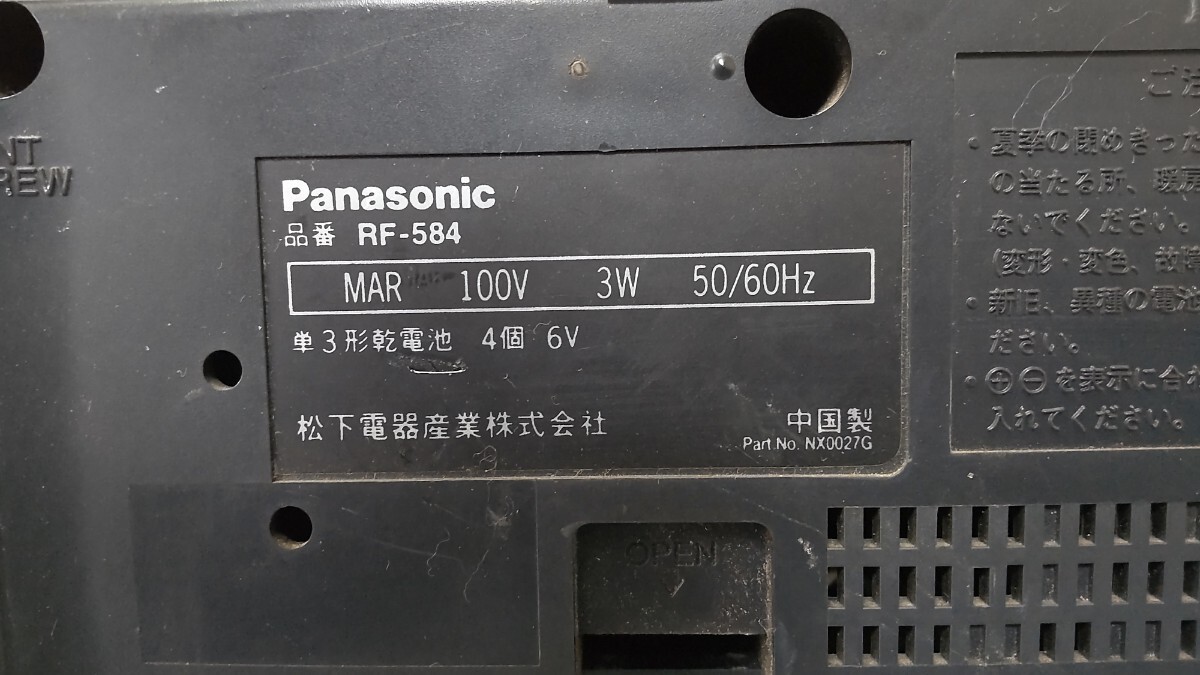 NT
REW
Panasonic
品番 RF-584
MAR 100V 3W 50/60Hz
単3形乾電池 4個 6V
松下電器産業株式会社
中国製
Part No. NX0027G
OPEN
ご注
• 夏季の閉めきった
の当たる所、暖房
ないでください。
(変形・変色、故障
• 新旧、異種の電池
ださい。
• ⊕⊖を表示に合わ
入れてください。